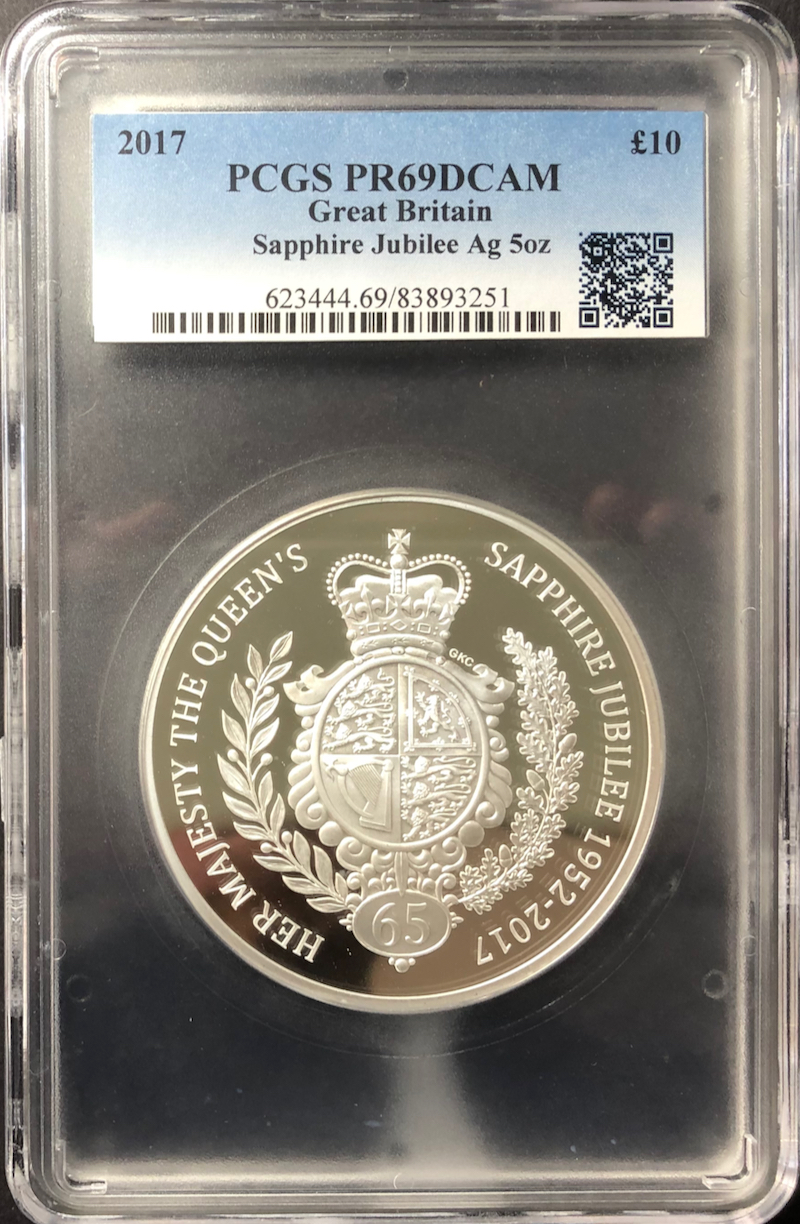 2017 £10
PCGS PR69DCAM
Great Britain
Sapphire Jubilee Ag 5oz
623444.69/83893251
HER MAJESTY THE QUEEN'S SAPPHIRE JUBILEE 1952-2017
GKC
65